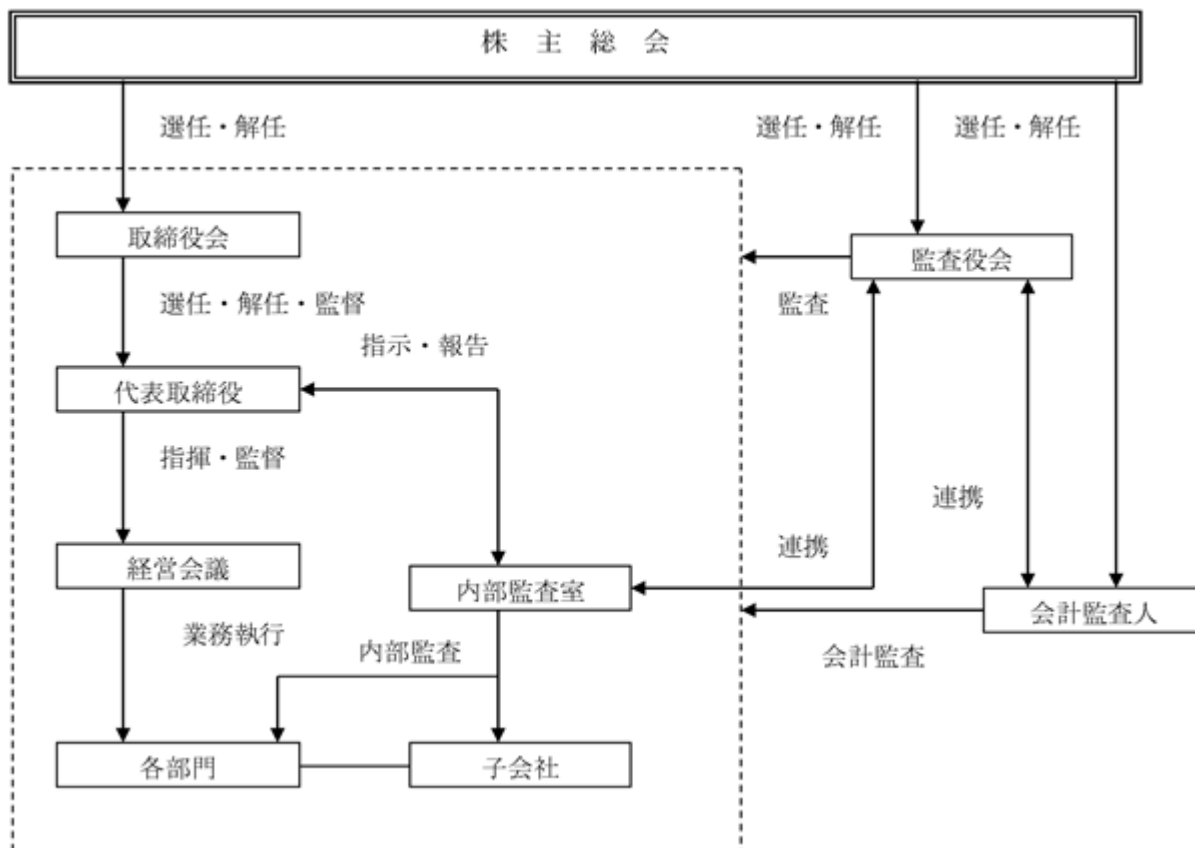 株主総会
選任・解任
選任・解任
選任・解任
取締役会
監査役会
選任・解任・監督
監査
指示・報告
代表取締役
指揮・監督
連携
連携
経営会議
内部監査室
会計監査人
業務執行
内部監査
会計監査
各部門
子会社